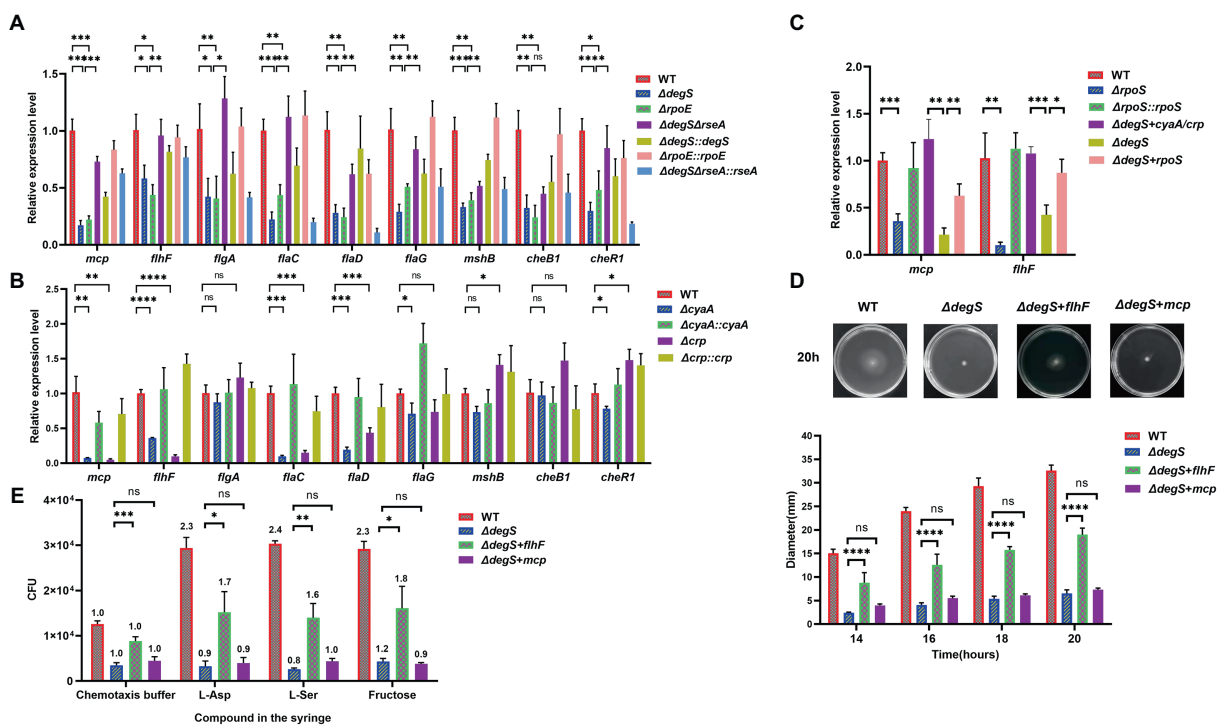 A
*** * ** ** ** ** ** ** *
*** *** * ** * * *** ** ** ** ** ** *** ** ** ns **** **
Relative expression level
1.5
1.0
0.5
0.0
mcp flhF flgA flaC flaD flaG mshB cheB1 cheR1
WT
ΔdegS
ΔrpoE
ΔdegSΔrseA
ΔdegS::degS
ΔrpoE::rpoE
ΔdegSΔrseA::rseA
B
** **** ns *** *** ns * ns *
** **** ns *** *** * ns ns *
Relative expression level
2.5
2.0
1.5
1.0
0.5
0.0
mcp flhF flgA flaC flaD flaG mshB cheB1 cheR1
WT
ΔcyaA
ΔcyaA::cyaA
Δcrp
Δcrp::crp
C
*** ** ** ** *** *
Relative expression level
2.0
1.5
1.0
0.5
0.0
mcp flhF
WT
ΔrpoS
ΔrpoS::rpoS
ΔdegS+cyaA/crp
ΔdegS
ΔdegS+rpoS
D
WT ΔdegS ΔdegS+flhF ΔdegS+mcp
20h
Diameter(mm)
40
35
30
25
20
15
10
5
0
ns ns ns ns
**** **** **** ****
14 16 18 20
Time(hours)
WT
ΔdegS
ΔdegS+flhF
ΔdegS+mcp
E
ns ns ns ns
*** * ** *
CFU
4×10⁴
3×10⁴
2×10⁴
1×10⁴
0
1.0 1.0 1.0 1.0
2.3 0.9 1.7 0.9
2.4 0.8 1.6 1.0
2.3 1.2 1.8 0.9
Chemotaxis buffer L-Asp L-Ser Fructose
Compound in the syringe
WT
ΔdegS
ΔdegS+flhF
ΔdegS+mcp